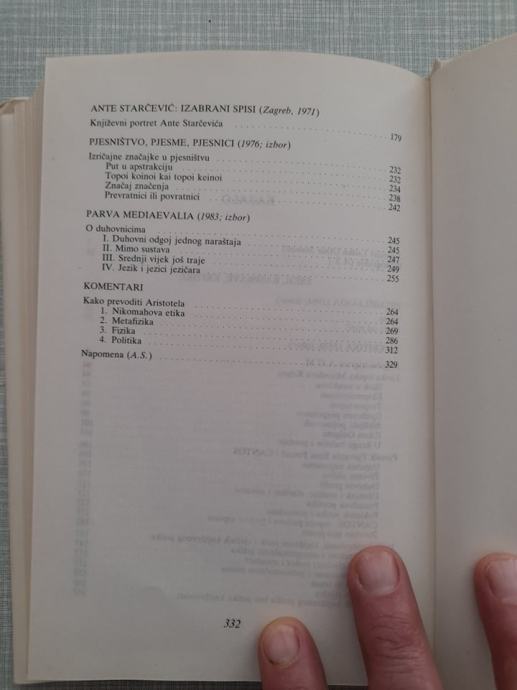 ANTE STARČEVIĆ: IZABRANI SPISI (Zagreb, 1971)
Književni portret Ante Starčevića 179
PJESNIŠTVO, PJESME, PJESNICI (1976; izbor)
Izričajne značajke u pjesništvu 232
Put u apstrakciju 232
Topoi koinoi kai topoi keinoi 234
Značaj značenja 238
Prevratnici ili povratnici 242
PARVA MEDIAEVALIA (1983; izbor)
O duhovnicima 245
I. Duhovni odgoj jednog naraštaja 245
II. Mimo sustava 247
III. Srednji vijek još traje 249
IV. Jezik i jezici jezičara 255
KOMENTARI
Kako prevoditi Aristotela 264
1. Nikomahova etika 264
2. Metafizika 269
3. Fizika 286
4. Politika 312
Napomena (A.S.) 329
332